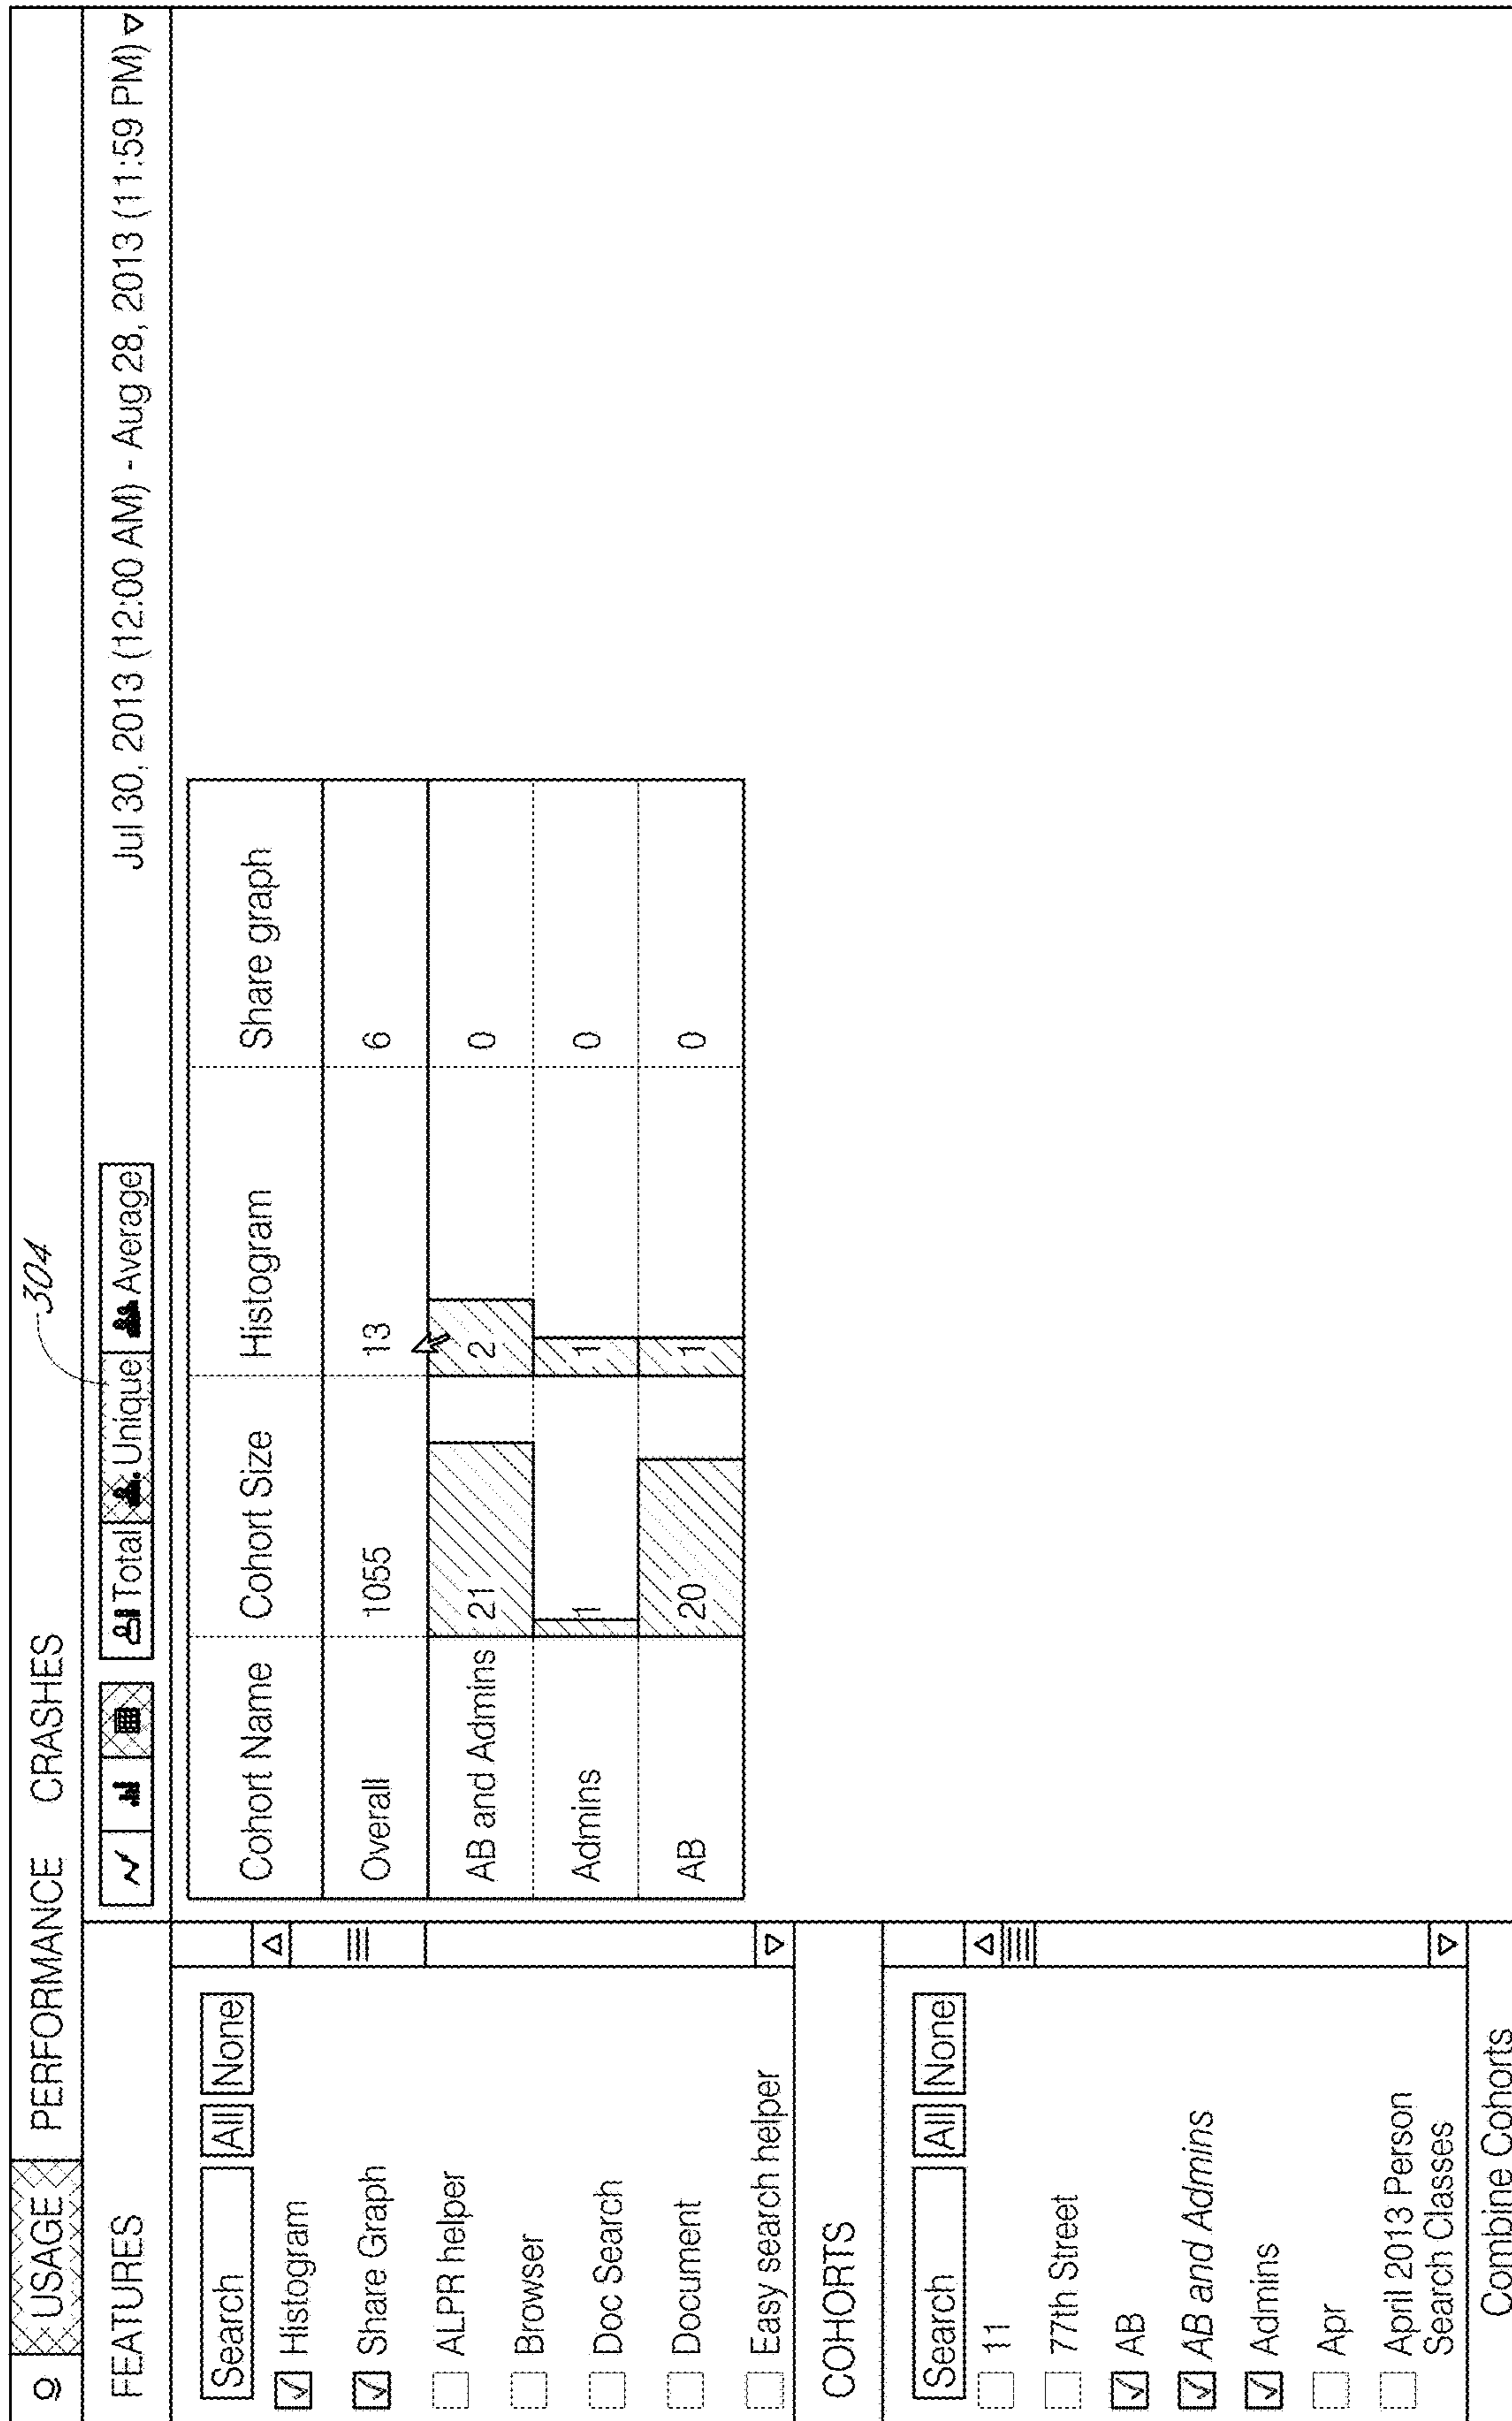 USAGE PERFORMANCE CRASHES
304
FEATURES
Total Unique Average
Jul 30, 2013 (12:00 AM) - Aug 28, 2013 (11:59 PM)
Search All None
Histogram
Share Graph
ALPR helper
Browser
Doc Search
Document
Easy search helper
COHORTS
Search All None
11
77th Street
AB
AB and Admins
Admins
Apr
April 2013 Person
Search Classes
Combine Cohorts
Cohort Name Cohort Size Histogram Share graph
Overall 1055 13 6
AB and Admins 21 2 0
Admins 1 1 0
AB 20 1 0